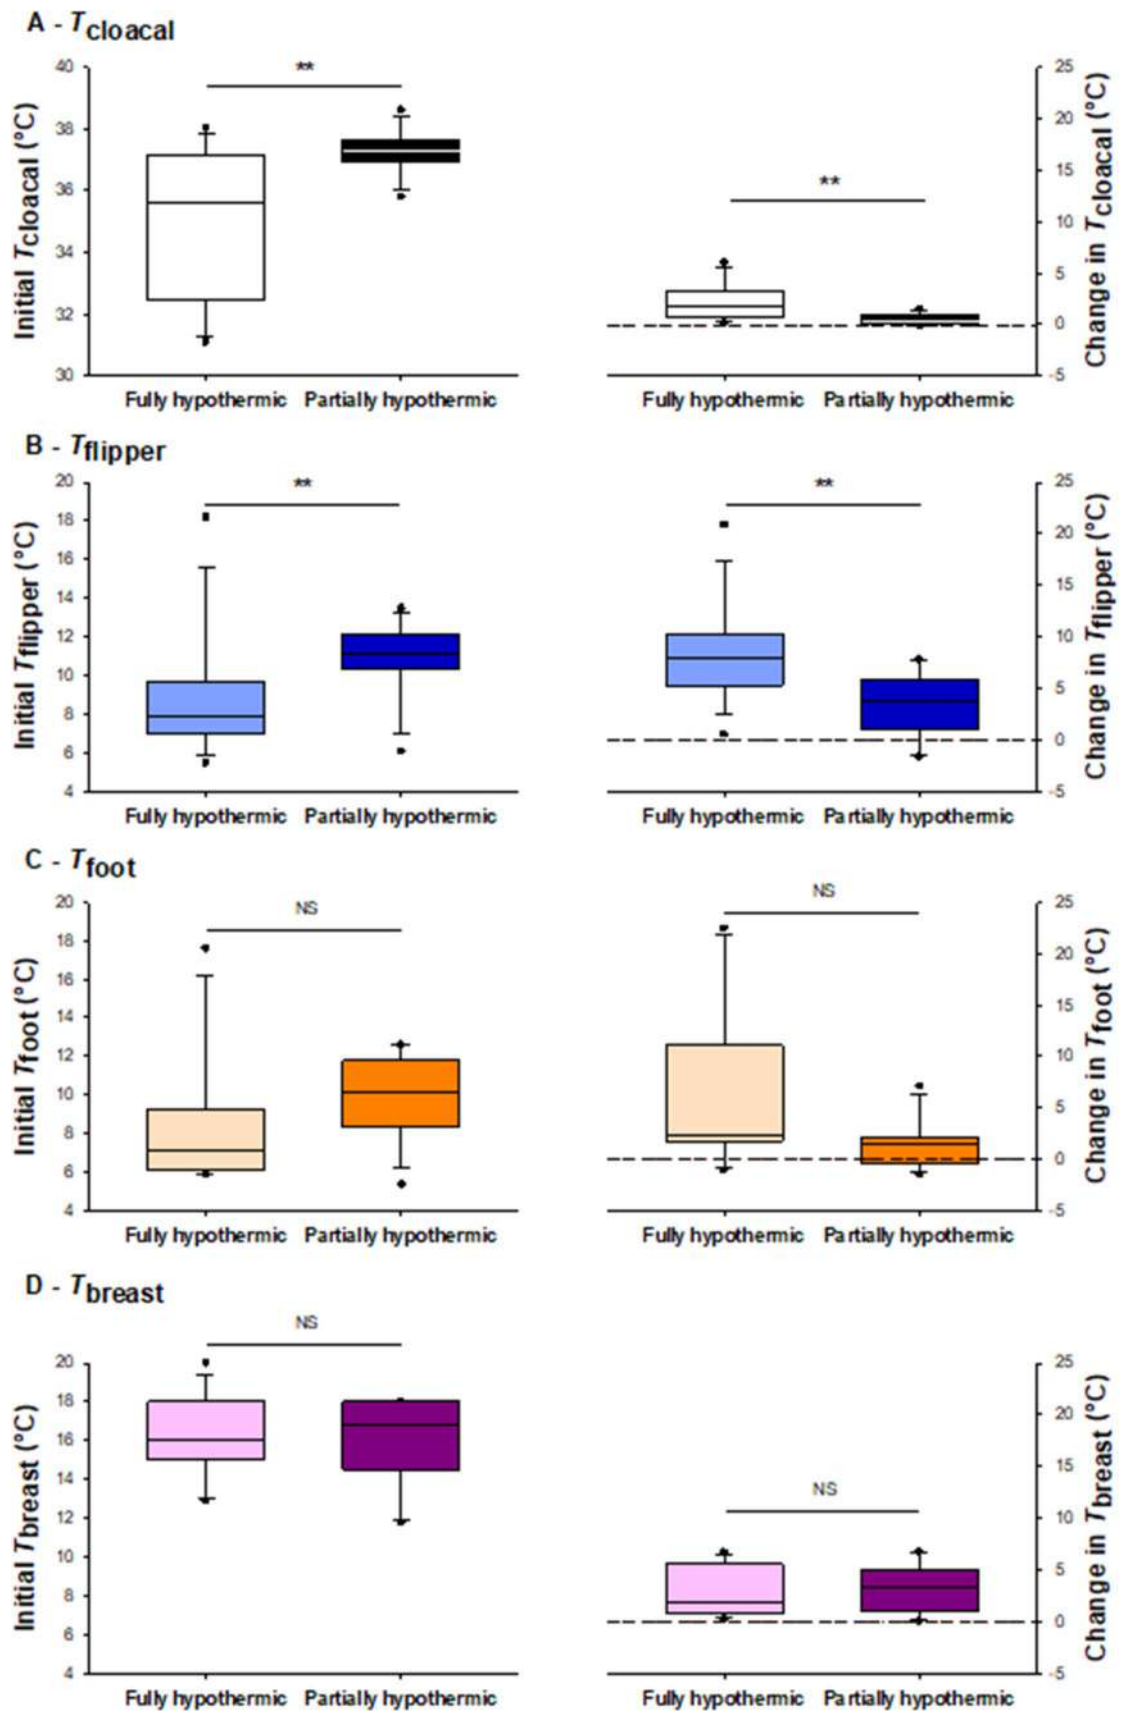 A - Tcloacal
Initial Tcloacal (°C)
40
38
36
34
32
30
**
Fully hypothermic Partially hypothermic
**
25
20
15
10
5
0
-5
Change in Tcloacal (°C)
Fully hypothermic Partially hypothermic
B - Tflipper
Initial Tflipper (°C)
20
18
16
14
12
10
8
6
4
**
Fully hypothermic Partially hypothermic
**
25
20
15
10
5
0
-5
Change in Tflipper (°C)
Fully hypothermic Partially hypothermic
C - Tfoot
Initial Tfoot (°C)
20
18
16
14
12
10
8
6
4
NS
Fully hypothermic Partially hypothermic
NS
25
20
15
10
5
0
-5
Change in Tfoot (°C)
Fully hypothermic Partially hypothermic
D - Tbreast
Initial Tbreast (°C)
20
18
16
14
12
10
8
6
4
NS
Fully hypothermic Partially hypothermic
NS
25
20
15
10
5
0
-5
Change in Tbreast (°C)
Fully hypothermic Partially hypothermic